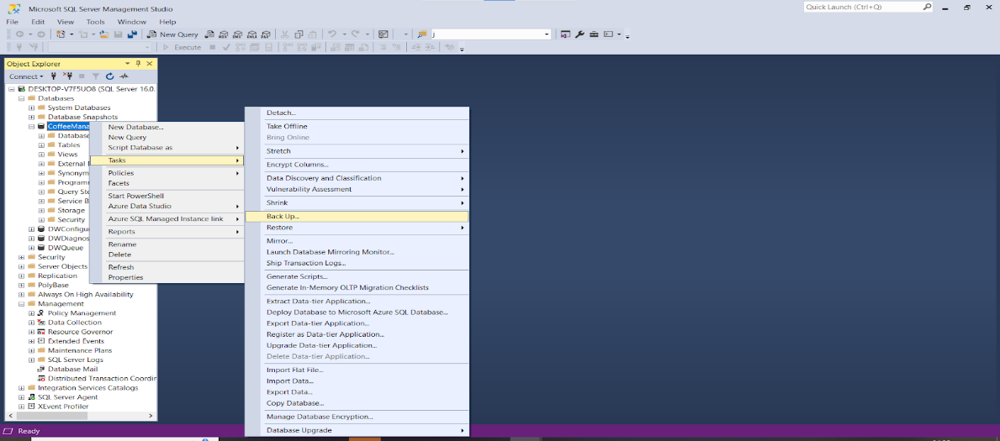 Microsoft SQL Server Management Studio
Quick Launch (Ctrl+Q)
File Edit View Tools Window Help
New Query
j
Execute
Object Explorer
Connect
DESKTOP-V7F5UO8 (SQL Server 16.0.
Databases
System Databases
Database Snapshots
CoffeeMana
Database
Tables
Views
External
Synonym
Program
Query Sto
Service B
Storage
Security
DWConfigu
DWDiagnos
DWQueue
Security
Server Objects
Replication
PolyBase
Always On High Availability
Management
Policy Management
Data Collection
Resource Governor
Extended Events
Maintenance Plans
SQL Server Logs
Database Mail
Distributed Transaction Coordin
Integration Services Catalogs
SQL Server Agent
XEvent Profiler
New Database...
New Query
Script Database as
Tasks
Policies
Facets
Start PowerShell
Azure Data Studio
Azure SQL Managed Instance link
Reports
Rename
Delete
Refresh
Properties
Detach...
Take Offline
Bring Online
Stretch
Encrypt Columns...
Data Discovery and Classification
Vulnerability Assessment
Shrink
Back Up...
Restore
Mirror...
Launch Database Mirroring Monitor...
Ship Transaction Logs...
Generate Scripts...
Generate In-Memory OLTP Migration Checklists
Extract Data-tier Application...
Deploy Database to Microsoft Azure SQL Database...
Export Data-tier Application...
Register as Data-tier Application...
Upgrade Data-tier Application...
Delete Data-tier Application...
Import Flat File...
Import Data...
Export Data...
Copy Database...
Manage Database Encryption...
Database Upgrade
Ready